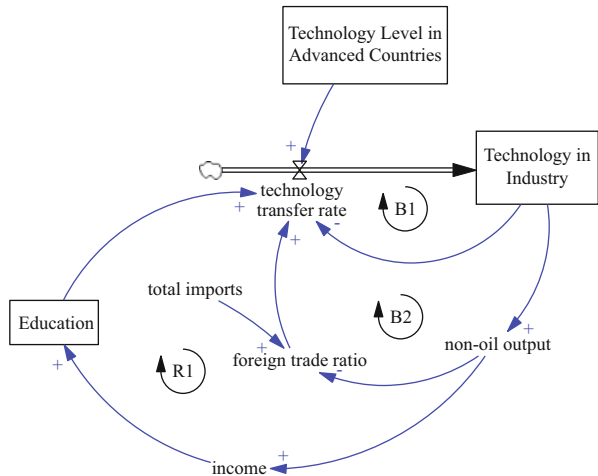 Technology Level in
Advanced Countries
+
Technology in
Industry
technology
transfer rate
+
-
B1
+
total imports
B2
Education
+
non-oil output
+
foreign trade ratio
-
R1
+
+
income